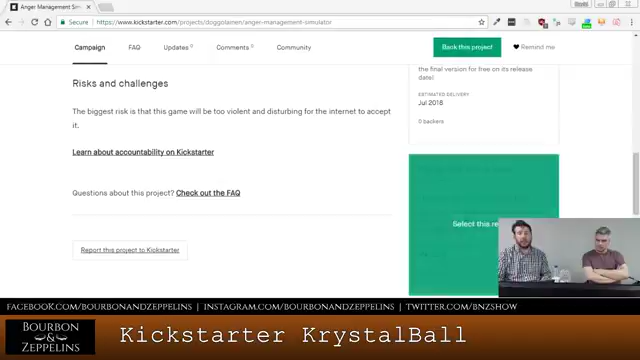 Anger Management Sim
Secure
https://www.kickstarter.com/projects/doiggolainen/anger-management-simulator
Campaign
FAQ
Updates 0
Comments 0
Community
Back this project
Remind me
Risks and challenges
The biggest risk is that this game will be too violent and disturbing for the internet to accept
it.
Learn about accountability on Kickstarter
Questions about this project? Check out the FAQ
Report this project to Kickstarter
the final version for free on its release
date!
ESTIMATED DELIVERY
Jul 2018
0 backers
Select this re
FACEBOOK.COM/BOURBONANDZEPPELINS | INSTAGRAM.COM/BOURBONANDZEPPELINS | TWITTER.COM/BNZSHOW
BOURBON
&
ZEPPELINS
Kickstarter KrystalBall